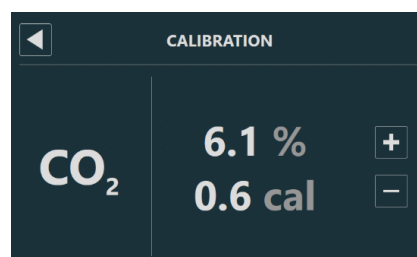 CALIBRATION
CO₂
6.1 %
0.6 cal
+
−